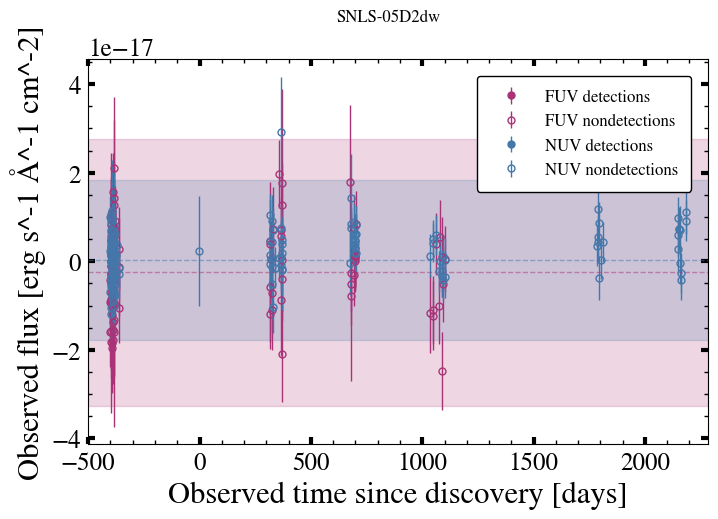 SNLS-05D2dw
1e−17
Observed flux [erg s^-1 Å^-1 cm^-2]
4
2
0
−2
−4
FUV detections
FUV nondetections
NUV detections
NUV nondetections
−500 0 500 1000 1500 2000
Observed time since discovery [days]